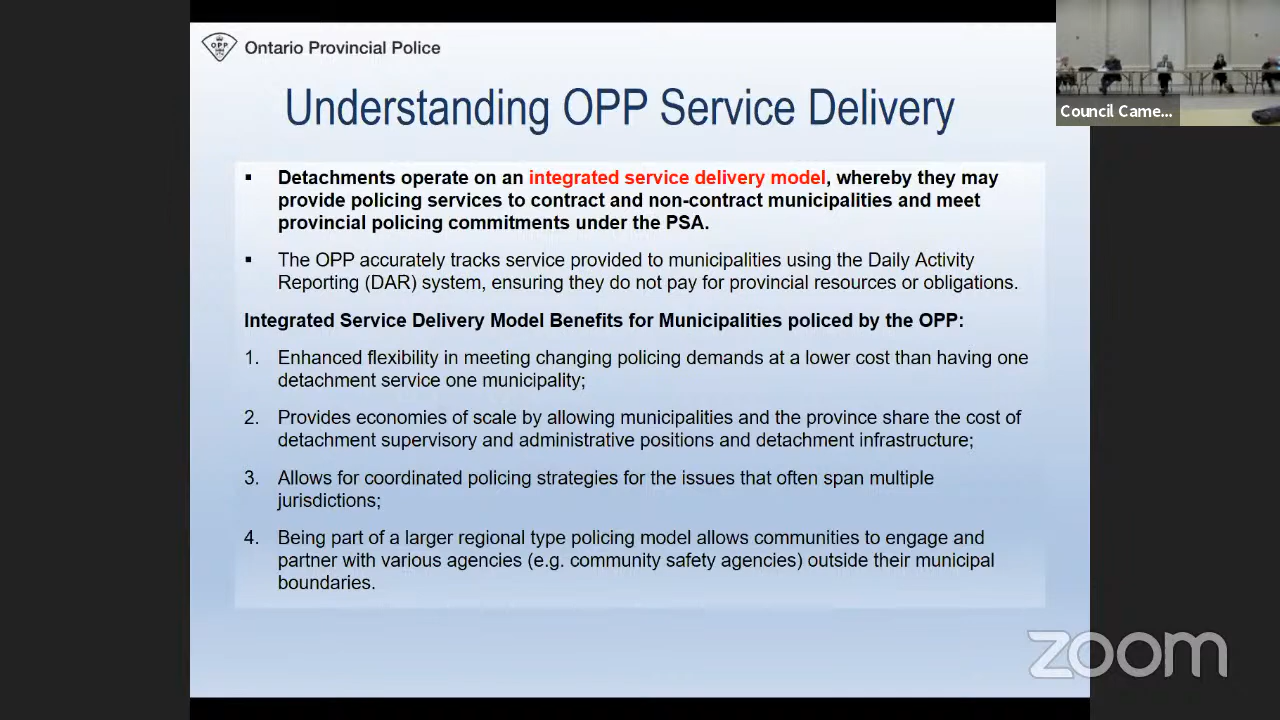 OPP
Ontario Provincial Police
Understanding OPP Service Delivery
▪ Detachments operate on an integrated service delivery model, whereby they may
provide policing services to contract and non-contract municipalities and meet
provincial policing commitments under the PSA.
▪ The OPP accurately tracks service provided to municipalities using the Daily Activity
Reporting (DAR) system, ensuring they do not pay for provincial resources or obligations.
Integrated Service Delivery Model Benefits for Municipalities policed by the OPP:
1. Enhanced flexibility in meeting changing policing demands at a lower cost than having one
detachment service one municipality;
2. Provides economies of scale by allowing municipalities and the province share the cost of
detachment supervisory and administrative positions and detachment infrastructure;
3. Allows for coordinated policing strategies for the issues that often span multiple
jurisdictions;
4. Being part of a larger regional type policing model allows communities to engage and
partner with various agencies (e.g. community safety agencies) outside their municipal
boundaries.
Council Came...
zoom